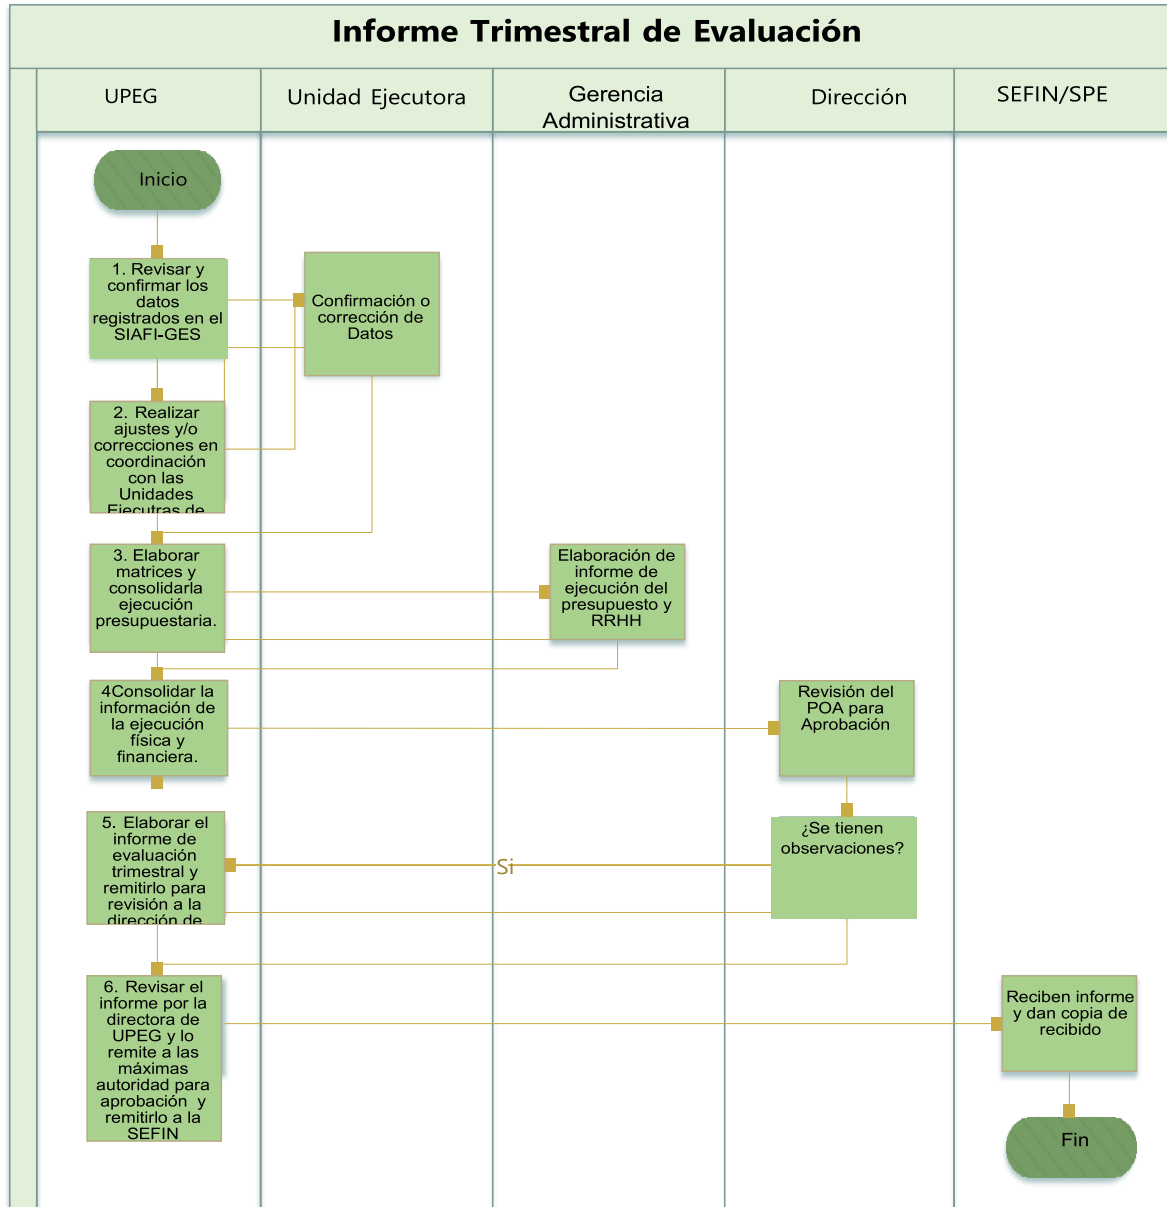 Informe Trimestral de Evaluación
UPEG
Unidad Ejecutora
Gerencia
Administrativa
Dirección
SEFIN/SPE
Inicio
1. Revisar y
confirmar los
datos
registrados en el
SIAFI-GES
Confirmación o
corrección de
Datos
2. Realizar
ajustes y/o
correcciones en
coordinación
con las
Unidades
Ejecutras de
3. Elaborar
matrices y
consolidarla
ejecución
presupuestaria.
Elaboración de
informe de
ejecución del
presupuesto y
RRHH
4Consolidar la
información de
la ejecución
física y
financiera.
Revisión del
POA para
Aprobación
5. Elaborar el
informe de
evaluación
trimestral y
remitirlo para
revisión a la
dirección de
Si
¿Se tienen
observaciones?
6. Revisar el
informe por la
directora de
UPEG y lo
remite a las
máximas
autoridad para
aprobación y
remitirlo a la
SEFIN
Reciben informe
y dan copia de
recibido
Fin